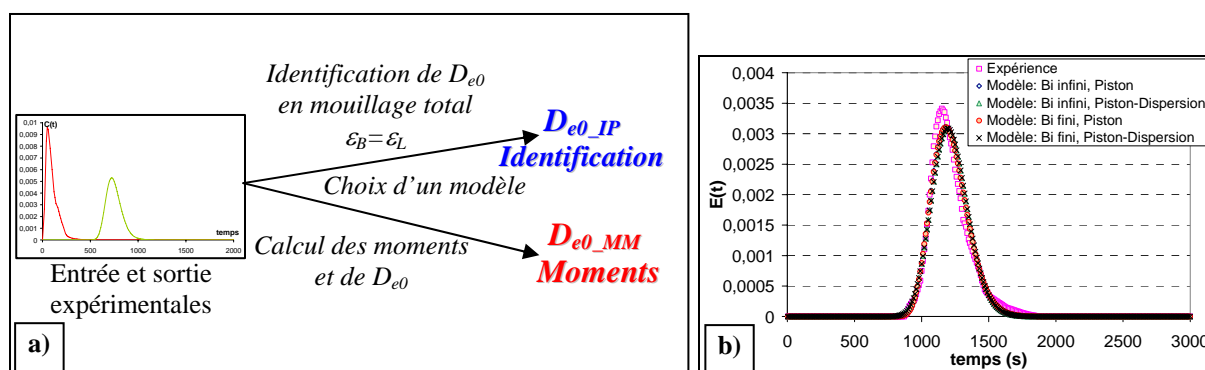 Identification de De0
en mouillage total
εB=εL
Choix d'un modèle
Calcul des moments
et de De0
De0_IP
Identification
De0_MM
Moments
C(t)
0,01
0,009
0,008
0,007
0,006
0,005
0,004
0,003
0,002
0,001
0
temps
0 500 1000 1500 2000
Entrée et sortie
expérimentales
a)
Expérience
Modèle: Bi infini, Piston
Modèle: Bi infini, Piston-Dispersion
Modèle: Bi fini, Piston
Modèle: Bi fini, Piston-Dispersion
E(t)
0,004
0,0035
0,003
0,0025
0,002
0,0015
0,001
0,0005
0
0 500 1000 1500 2000 2500 3000
temps (s)
b)